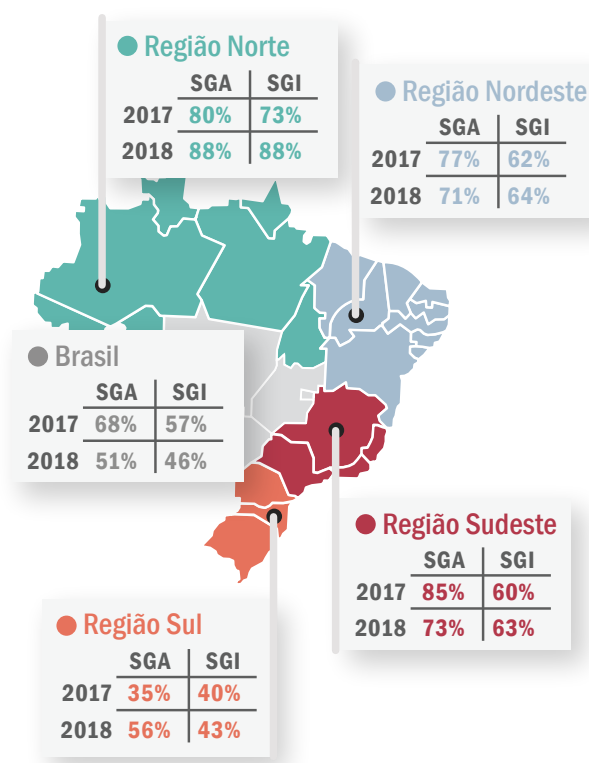 Região Norte
SGA SGI
2017 80% 73%
2018 88% 88%
Região Nordeste
SGA SGI
2017 77% 62%
2018 71% 64%
Brasil
SGA SGI
2017 68% 57%
2018 51% 46%
Região Sudeste
SGA SGI
2017 85% 60%
2018 73% 63%
Região Sul
SGA SGI
2017 35% 40%
2018 56% 43%